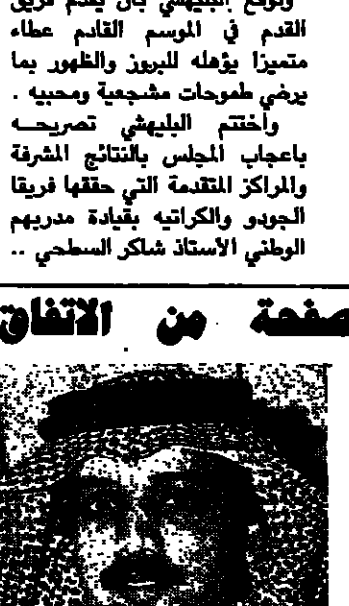 وتوقع البليهشي بأن يقدم فريق
القدم في الموسم القادم عطاء
متميزا يؤهله للبروز والظهور بما
يرضي طموحات مشجعية ومحبيه .
وأختتم البليهشي تصريحه
باعجاب المجلس بالنتائج المشرفة
والمراكز المتقدمة التي حققها فريقا
الجودو والكراتيه بقيادة مدربهم
الوطني الأستاذ شاكر السطحي ..
صفحة من الاتفاق